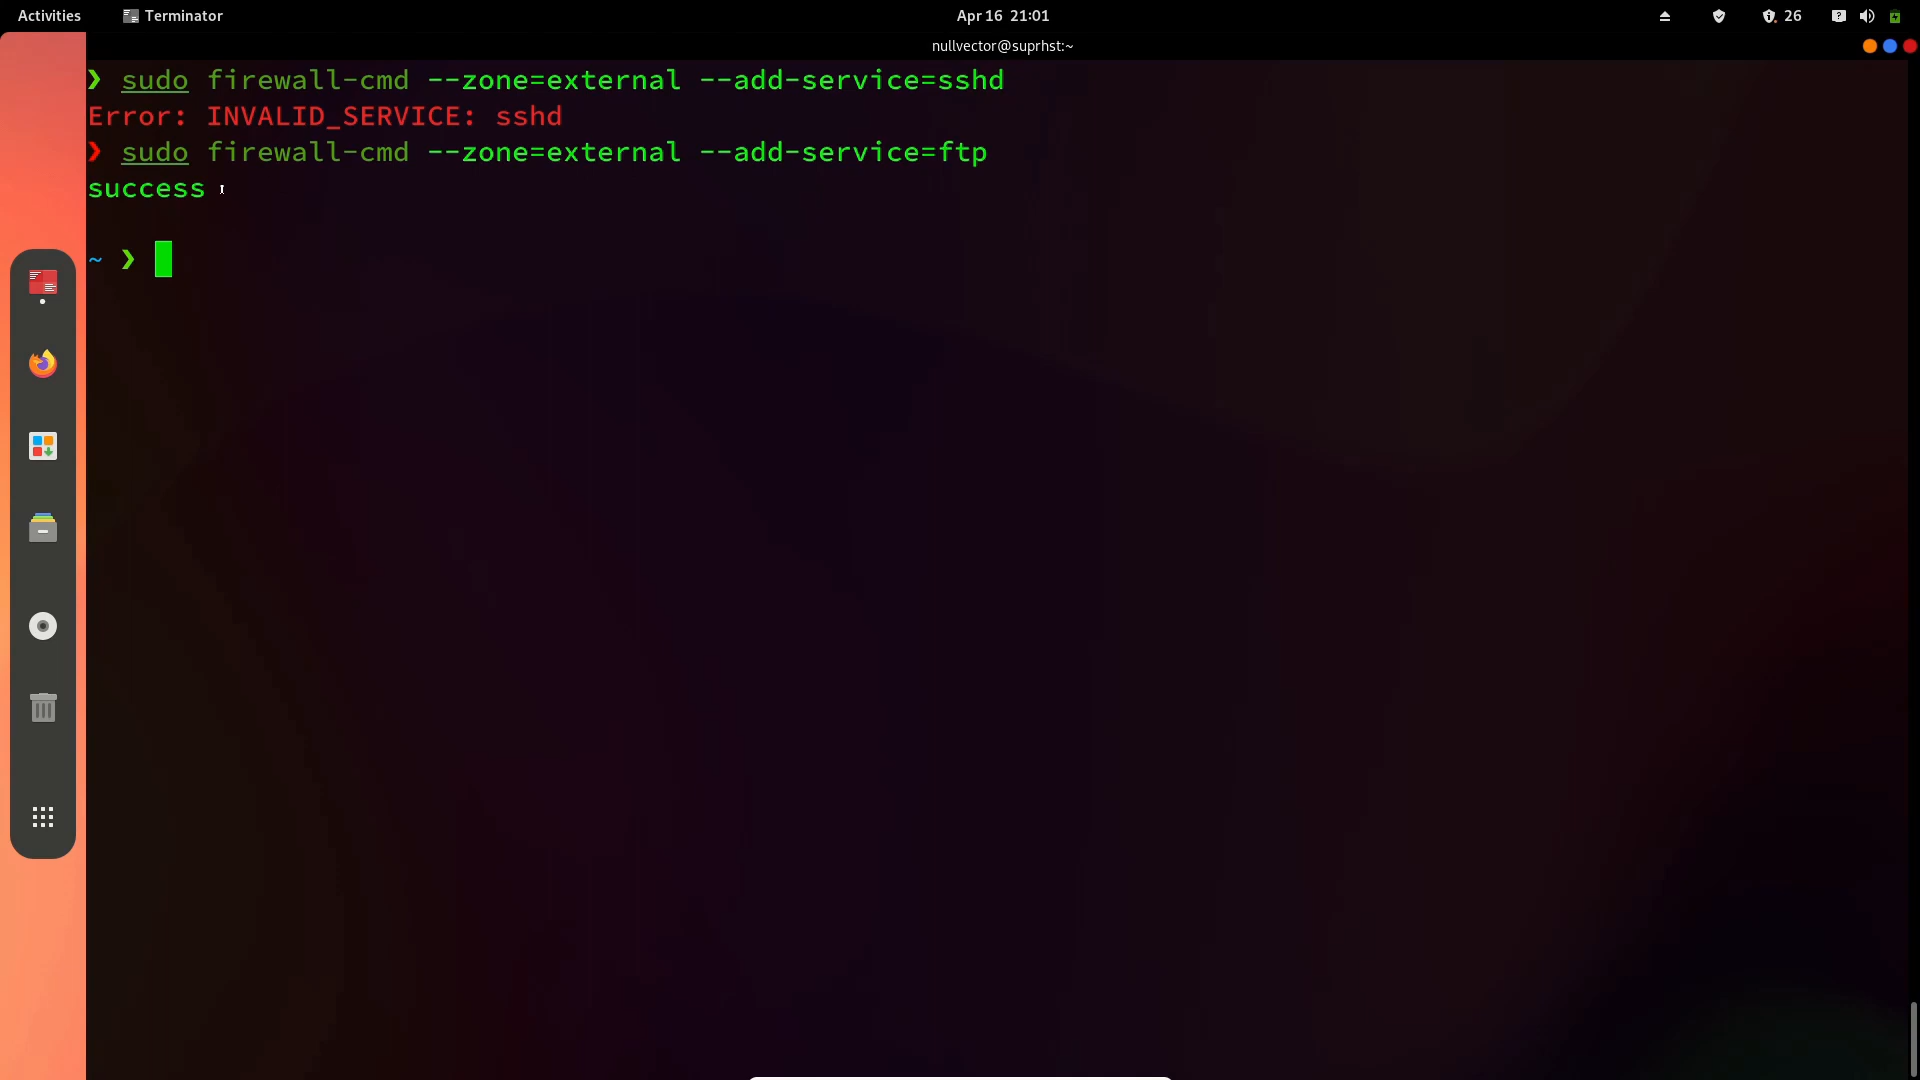 Activities Terminator Apr 16 21:01 26
nullvector@suprhst:~
❯ sudo firewall-cmd --zone=external --add-service=sshd
Error: INVALID_SERVICE: sshd
❯ sudo firewall-cmd --zone=external --add-service=ftp
success
~ ❯